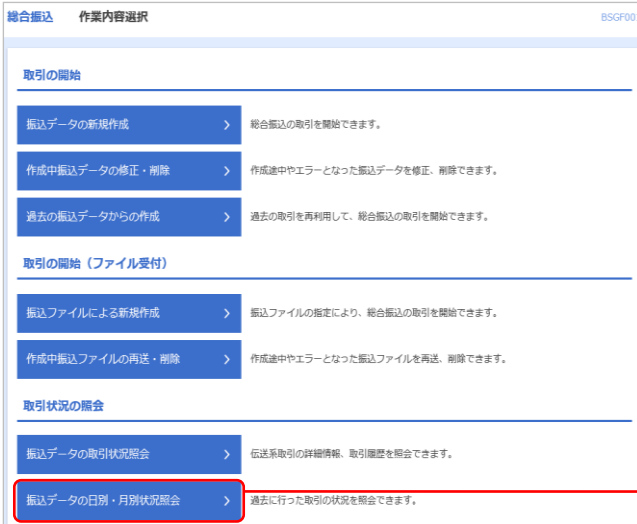 総合振込 作業内容選択 BSGF001
取引の開始
振込データの新規作成 総合振込の取引を開始できます。
作成中振込データの修正・削除 作成途中やエラーとなった振込データを修正、削除できます。
過去の振込データからの作成 過去の取引を再利用して、総合振込の取引を開始できます。
取引の開始（ファイル受付）
振込ファイルによる新規作成 振込ファイルの指定により、総合振込の取引を開始できます。
作成中振込ファイルの再送・削除 作成途中やエラーとなった振込ファイルを再送、削除できます。
取引状況の照会
振込データの取引状況照会 伝送系取引の詳細情報、取引履歴を照会できます。
振込データの日別・月別状況照会 過去に行った取引の状況を照会できます。